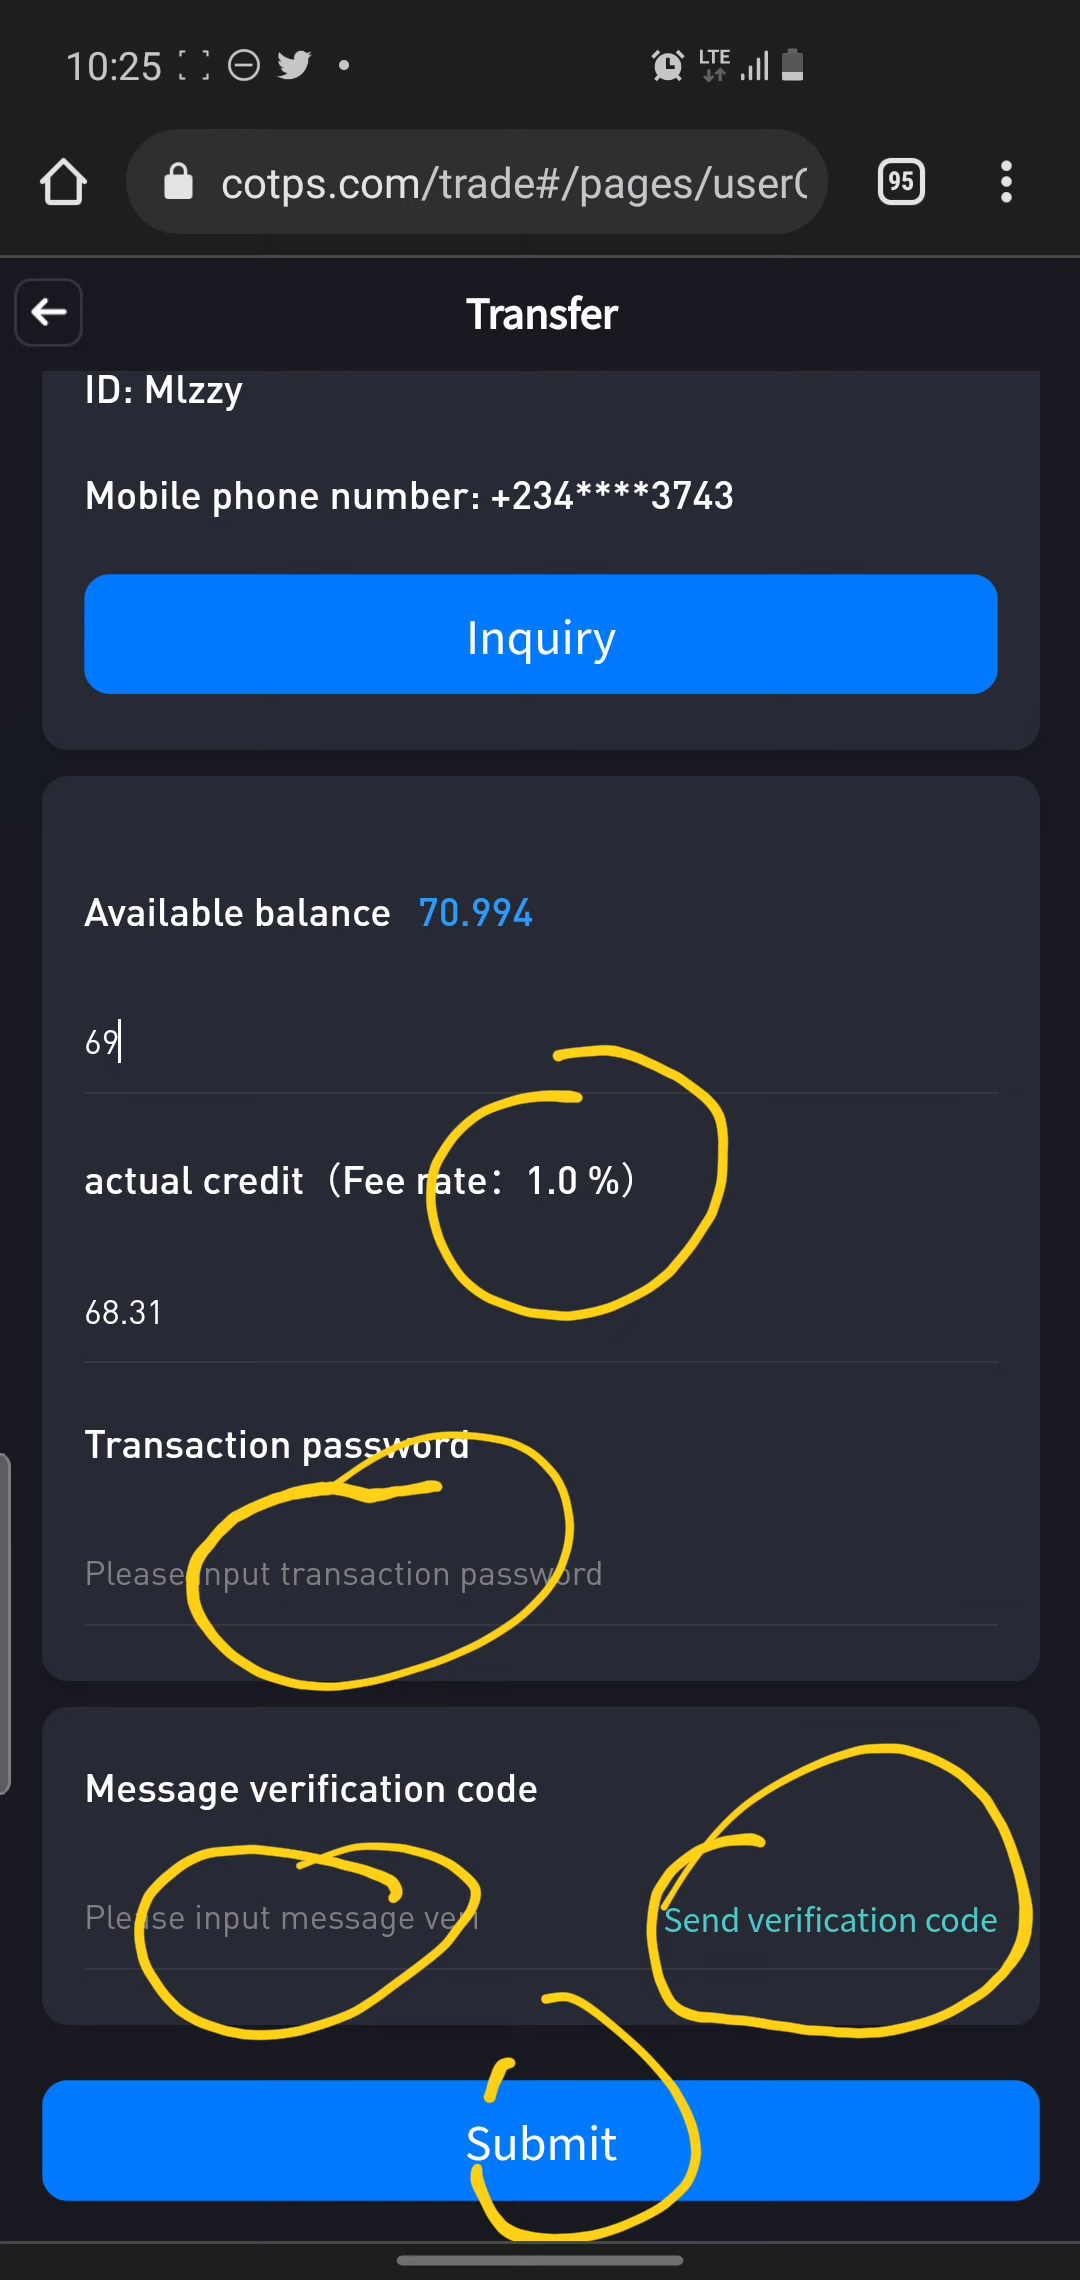 10:25
LTE
cotps.com/trade#/pages/user
95
Transfer
ID: Mlzzy
Mobile phone number: +234****3743
Inquiry
Available balance 70.994
69
actual credit（Fee rate： 1.0 %）
68.31
Transaction password
Please input transaction password
Message verification code
Please input message veri
Send verification code
Submit